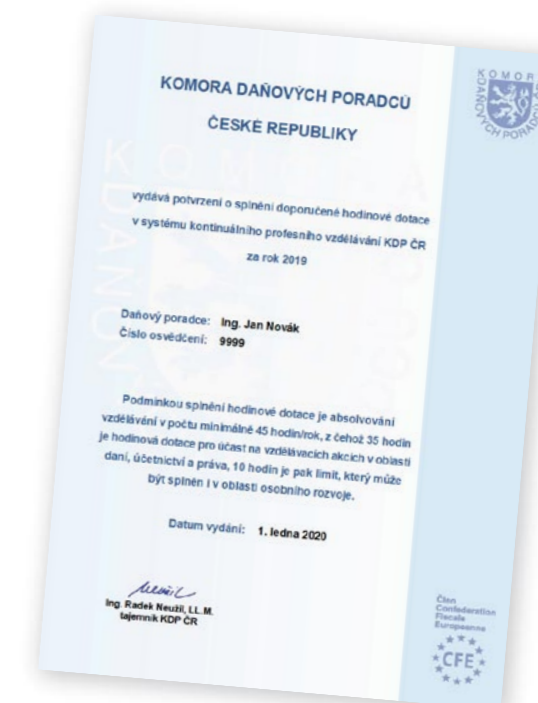 KOMORA DAŇOVÝCH PORADCŮ
ČESKÉ REPUBLIKY
vydává potvrzení o splnění doporučené hodinové dotace
v systému kontinuálního profesního vzdělávání KDP ČR
za rok 2019
Daňový poradce: Ing. Jan Novák
Číslo osvědčení: 9999
Podmínkou splnění hodinové dotace je absolvování
vzdělávání v počtu minimálně 45 hodin/rok, z čehož 35 hodin
je hodinová dotace pro účast na vzdělávacích akcích v oblasti
daní, účetnictví a práva, 10 hodin je pak limit, který může
být splněn i v oblasti osobního rozvoje.
Datum vydání: 1. ledna 2020
Ing. Radek Neužil, LL.M.
tajemník KDP ČR
Člen
Confederation
Fiscale
Europeenne
CFE